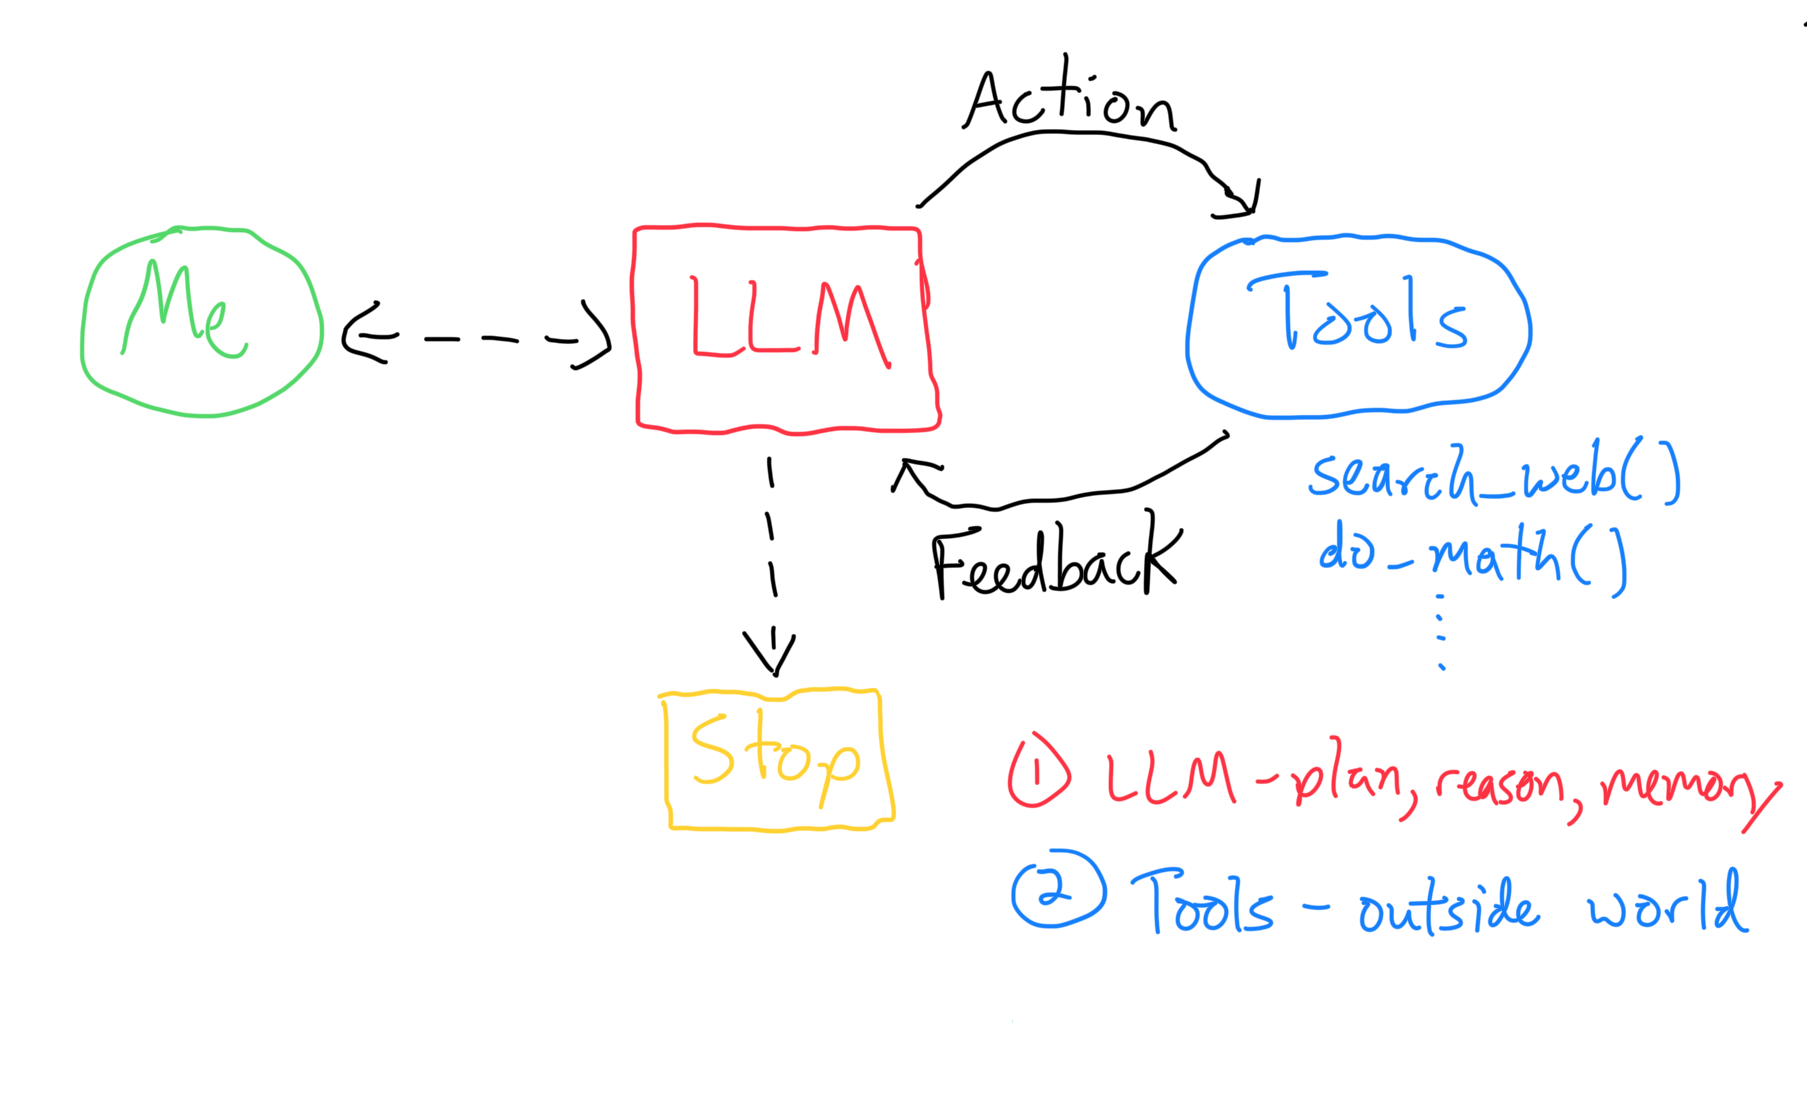 Action
Me
LLM
Tools
search_web()
do_math()
Feedback
Stop
① LLM - plan, reason, memory
② Tools - outside world